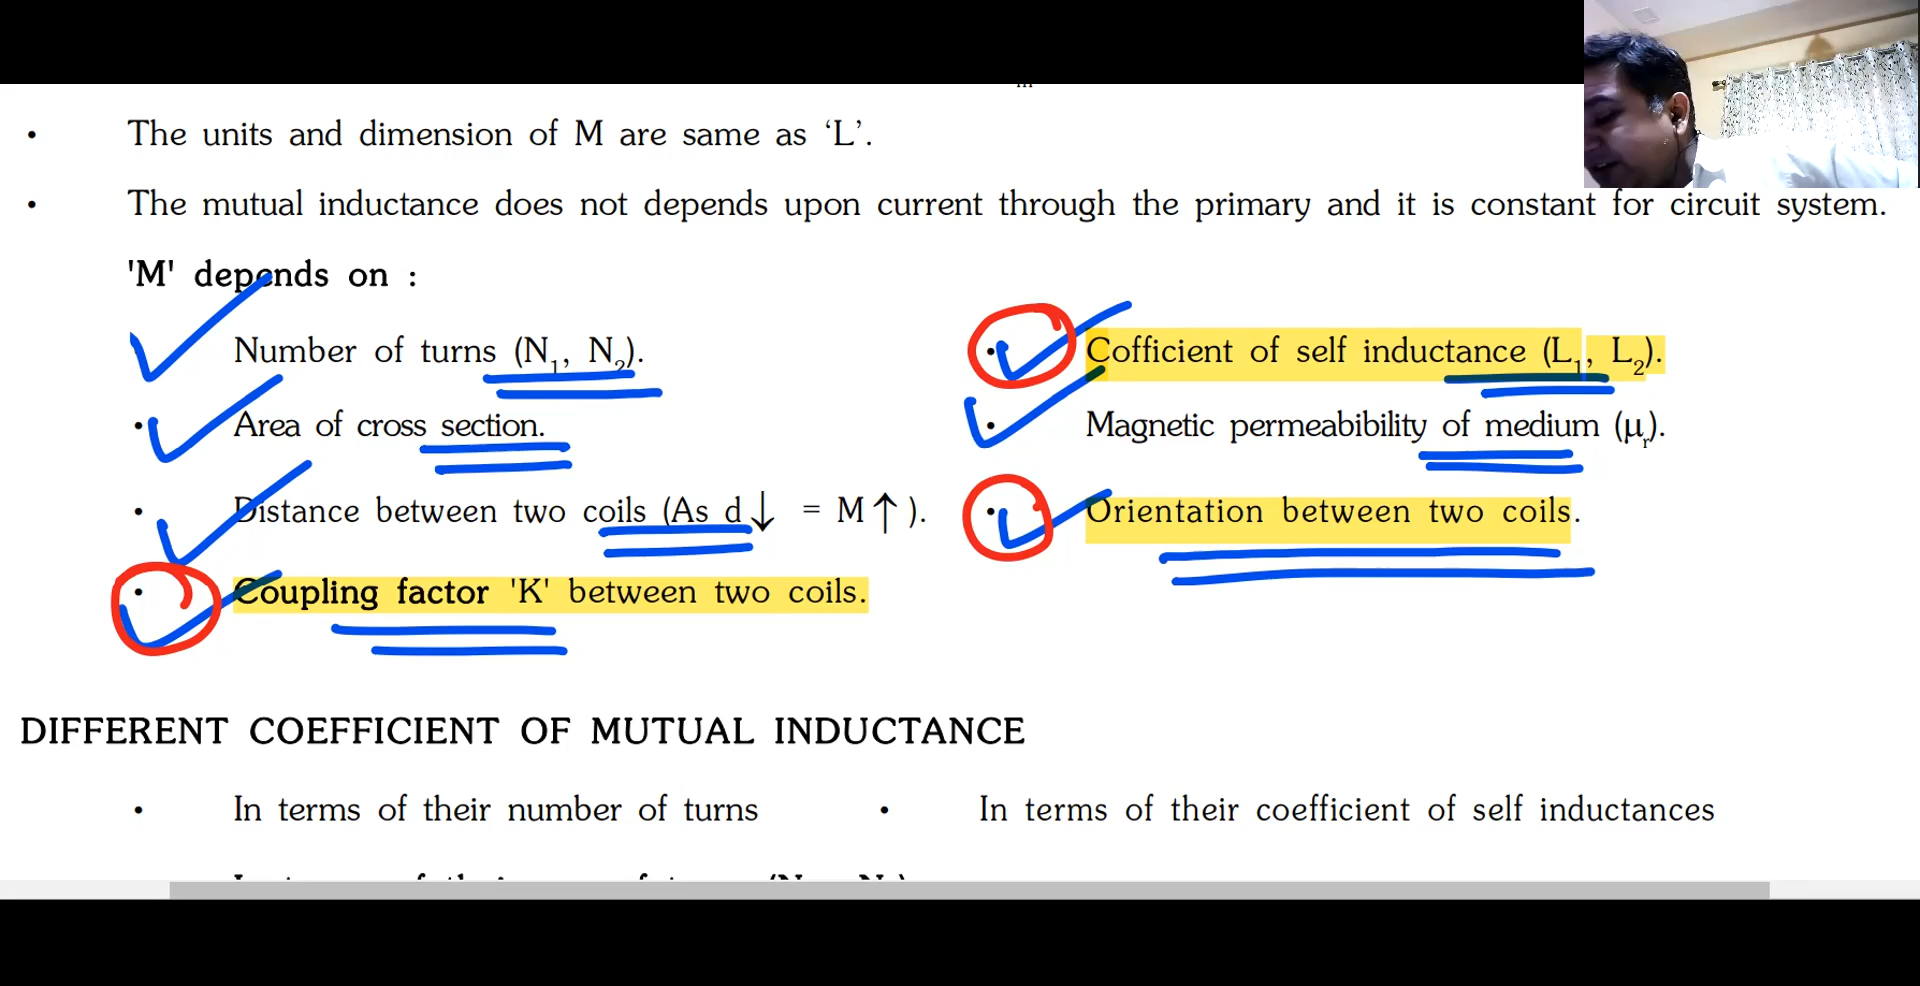 • The units and dimension of M are same as ‘L’.
• The mutual inductance does not depends upon current through the primary and it is constant for circuit system.
'M' depends on :
Number of turns (N₁, N₂).
• Cofficient of self inductance (L₁, L₂).
• Area of cross section.
• Magnetic permeabibility of medium (μᵣ).
• Distance between two coils (As d↓ = M↑).
• Orientation between two coils.
• Coupling factor 'K' between two coils.
DIFFERENT COEFFICIENT OF MUTUAL INDUCTANCE
• In terms of their number of turns
• In terms of their coefficient of self inductances